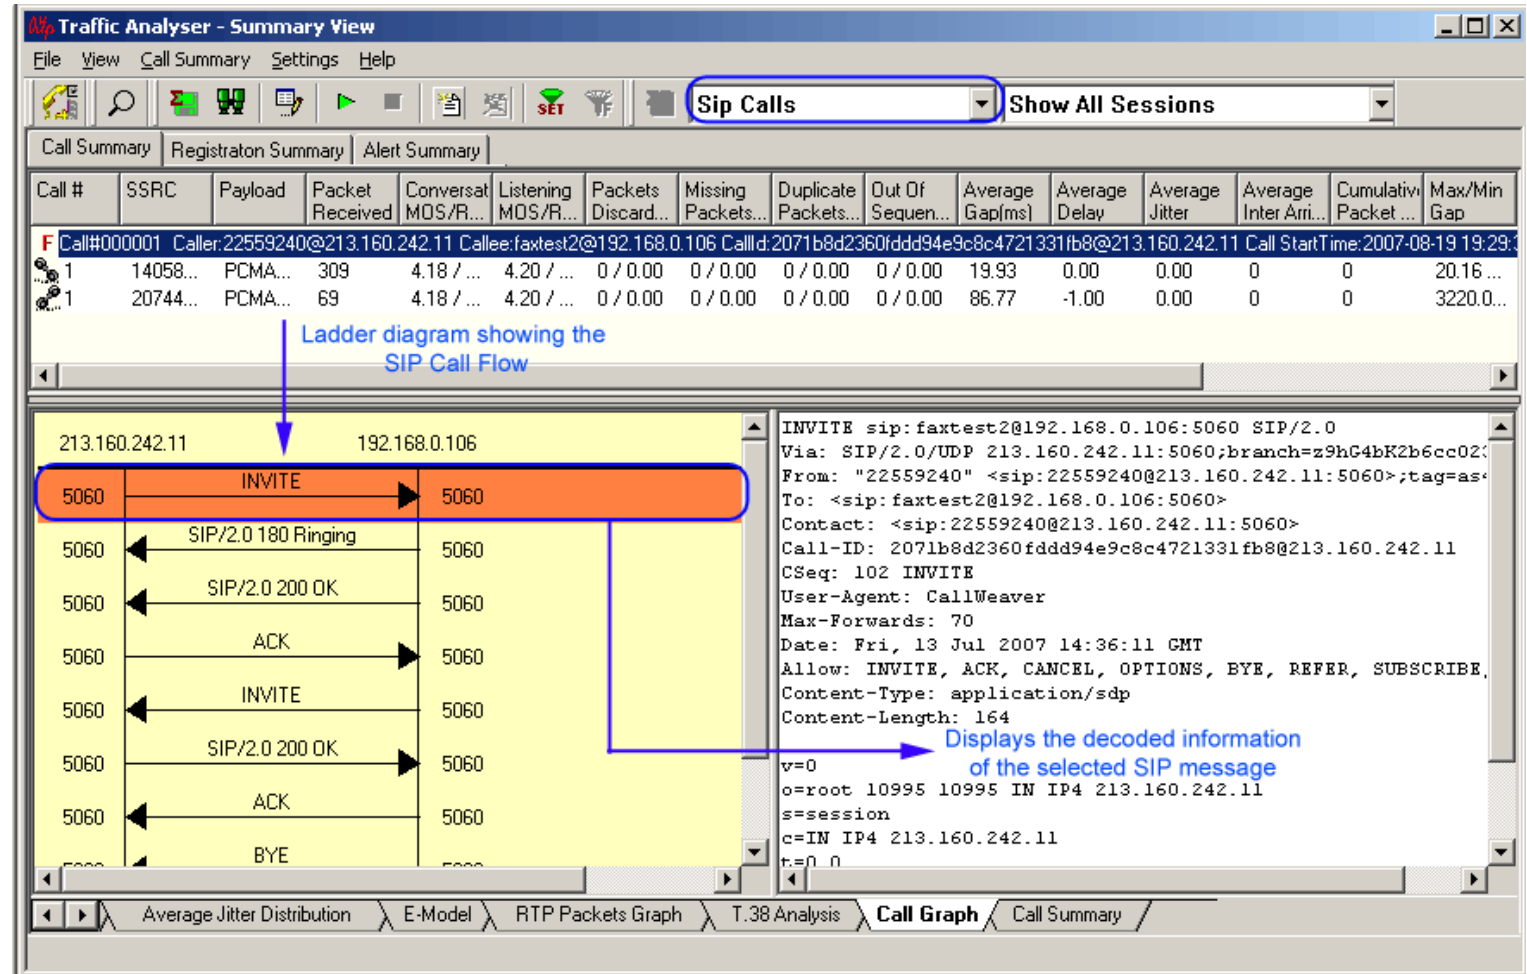 Traffic Analyser - Summary View
File View Call Summary Settings Help
SET Sip Calls Show All Sessions
Call Summary Registraton Summary Alert Summary
Call # SSRC Payload Packet Received Conversat MOS/R... Listening MOS/R... Packets Discard... Missing Packets... Duplicate Packets... Out Of Sequen... Average Gap(ms) Average Delay Average Jitter Average Inter Arri... Cumulativ Packet ... Max/Min Gap
F Call#000001 Caller:22559240@213.160.242.11 Callee:faxtest2@192.168.0.106 CallId:2071b8d2360fddd94e9c8c4721331fb8@213.160.242.11 Call StartTime:2007-08-19 19:29:
1 14058... PCMA... 309 4.18 / ... 4.20 / ... 0 / 0.00 0 / 0.00 0 / 0.00 0 / 0.00 19.93 0.00 0.00 0 0 20.16 ...
1 20744... PCMA... 69 4.18 / ... 4.20 / ... 0 / 0.00 0 / 0.00 0 / 0.00 0 / 0.00 86.77 -1.00 0.00 0 0 3220.0...
Ladder diagram showing the
SIP Call Flow
213.160.242.11 192.168.0.106
INVITE
5060 5060
SIP/2.0 180 Ringing
5060 5060
SIP/2.0 200 OK
5060 5060
ACK
5060 5060
INVITE
5060 5060
SIP/2.0 200 OK
5060 5060
ACK
5060 5060
BYE
INVITE sip:faxtest2@192.168.0.106:5060 SIP/2.0
Via: SIP/2.0/UDP 213.160.242.11:5060;branch=z9hG4bK2b6cc02
From: "22559240" <sip:22559240@213.160.242.11:5060>;tag=as
To: <sip:faxtest2@192.168.0.106:5060>
Contact: <sip:22559240@213.160.242.11:5060>
Call-ID: 2071b8d2360fddd94e9c8c4721331fb8@213.160.242.11
CSeq: 102 INVITE
User-Agent: CallWeaver
Max-Forwards: 70
Date: Fri, 13 Jul 2007 14:36:11 GMT
Allow: INVITE, ACK, CANCEL, OPTIONS, BYE, REFER, SUBSCRIBE,
Content-Type: application/sdp
Content-Length: 164
Displays the decoded information
of the selected SIP message
v=0
o=root 10995 10995 IN IP4 213.160.242.11
s=session
c=IN IP4 213.160.242.11
t=0 0
Average Jitter Distribution E-Model RTP Packets Graph T.38 Analysis Call Graph Call Summary